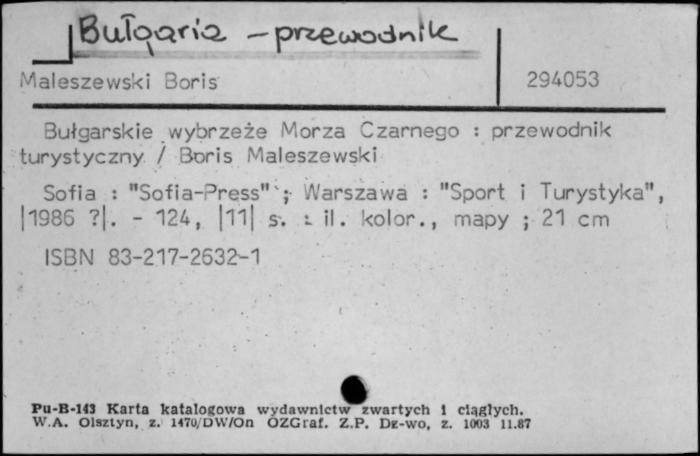 Bułgaria - przewodnik
Maleszewski Boris 294053
Bułgarskie wybrzeże Morza Czarnego : przewodnik
turystyczny / Boris Maleszewski
Sofia : "Sofia-Press" ; Warszawa : "Sport i Turystyka",
|1986 ?|. - 124, |11| s. : il. kolor., mapy ; 21 cm
ISBN 83-217-2632-1
Pu-B-143 Karta katalogowa wydawnictw zwartych i ciągłych.
W.A. Olsztyn, z. 1470/DW/On OZGraf. Z.P. Dz-wo, z. 1003 11.87